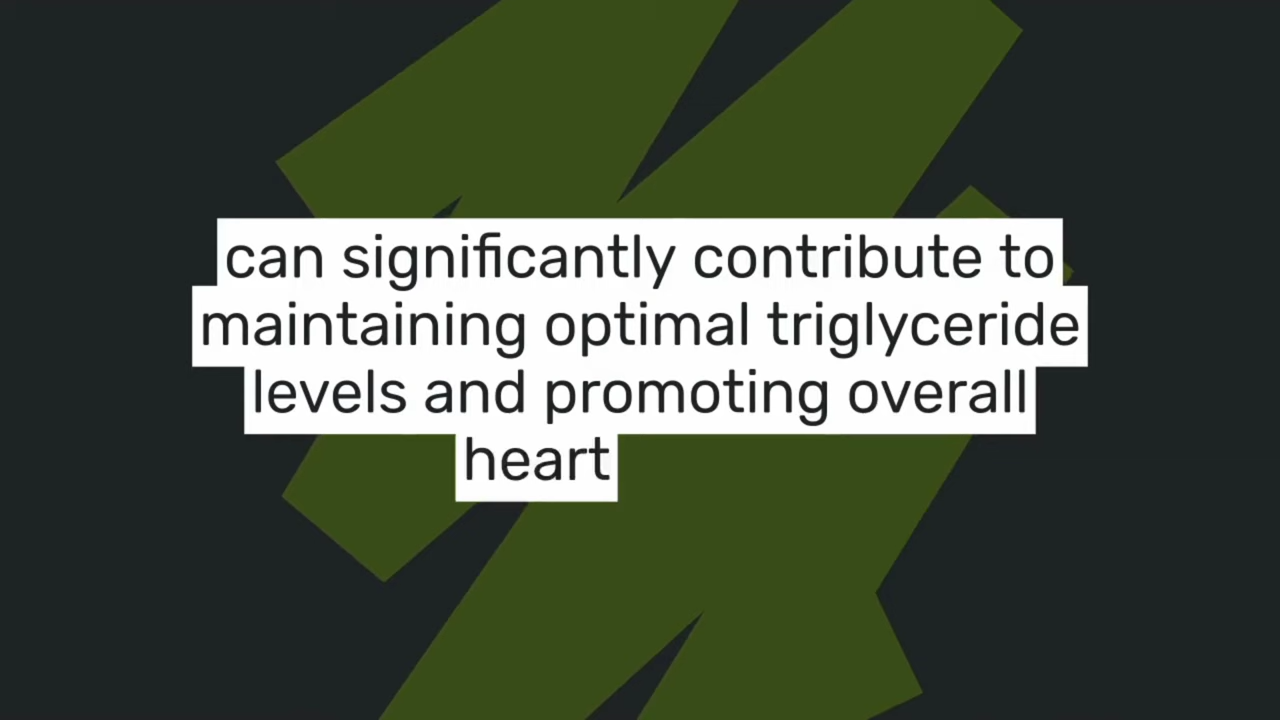 can significantly contribute to
maintaining optimal triglyceride
levels and promoting overall
heart